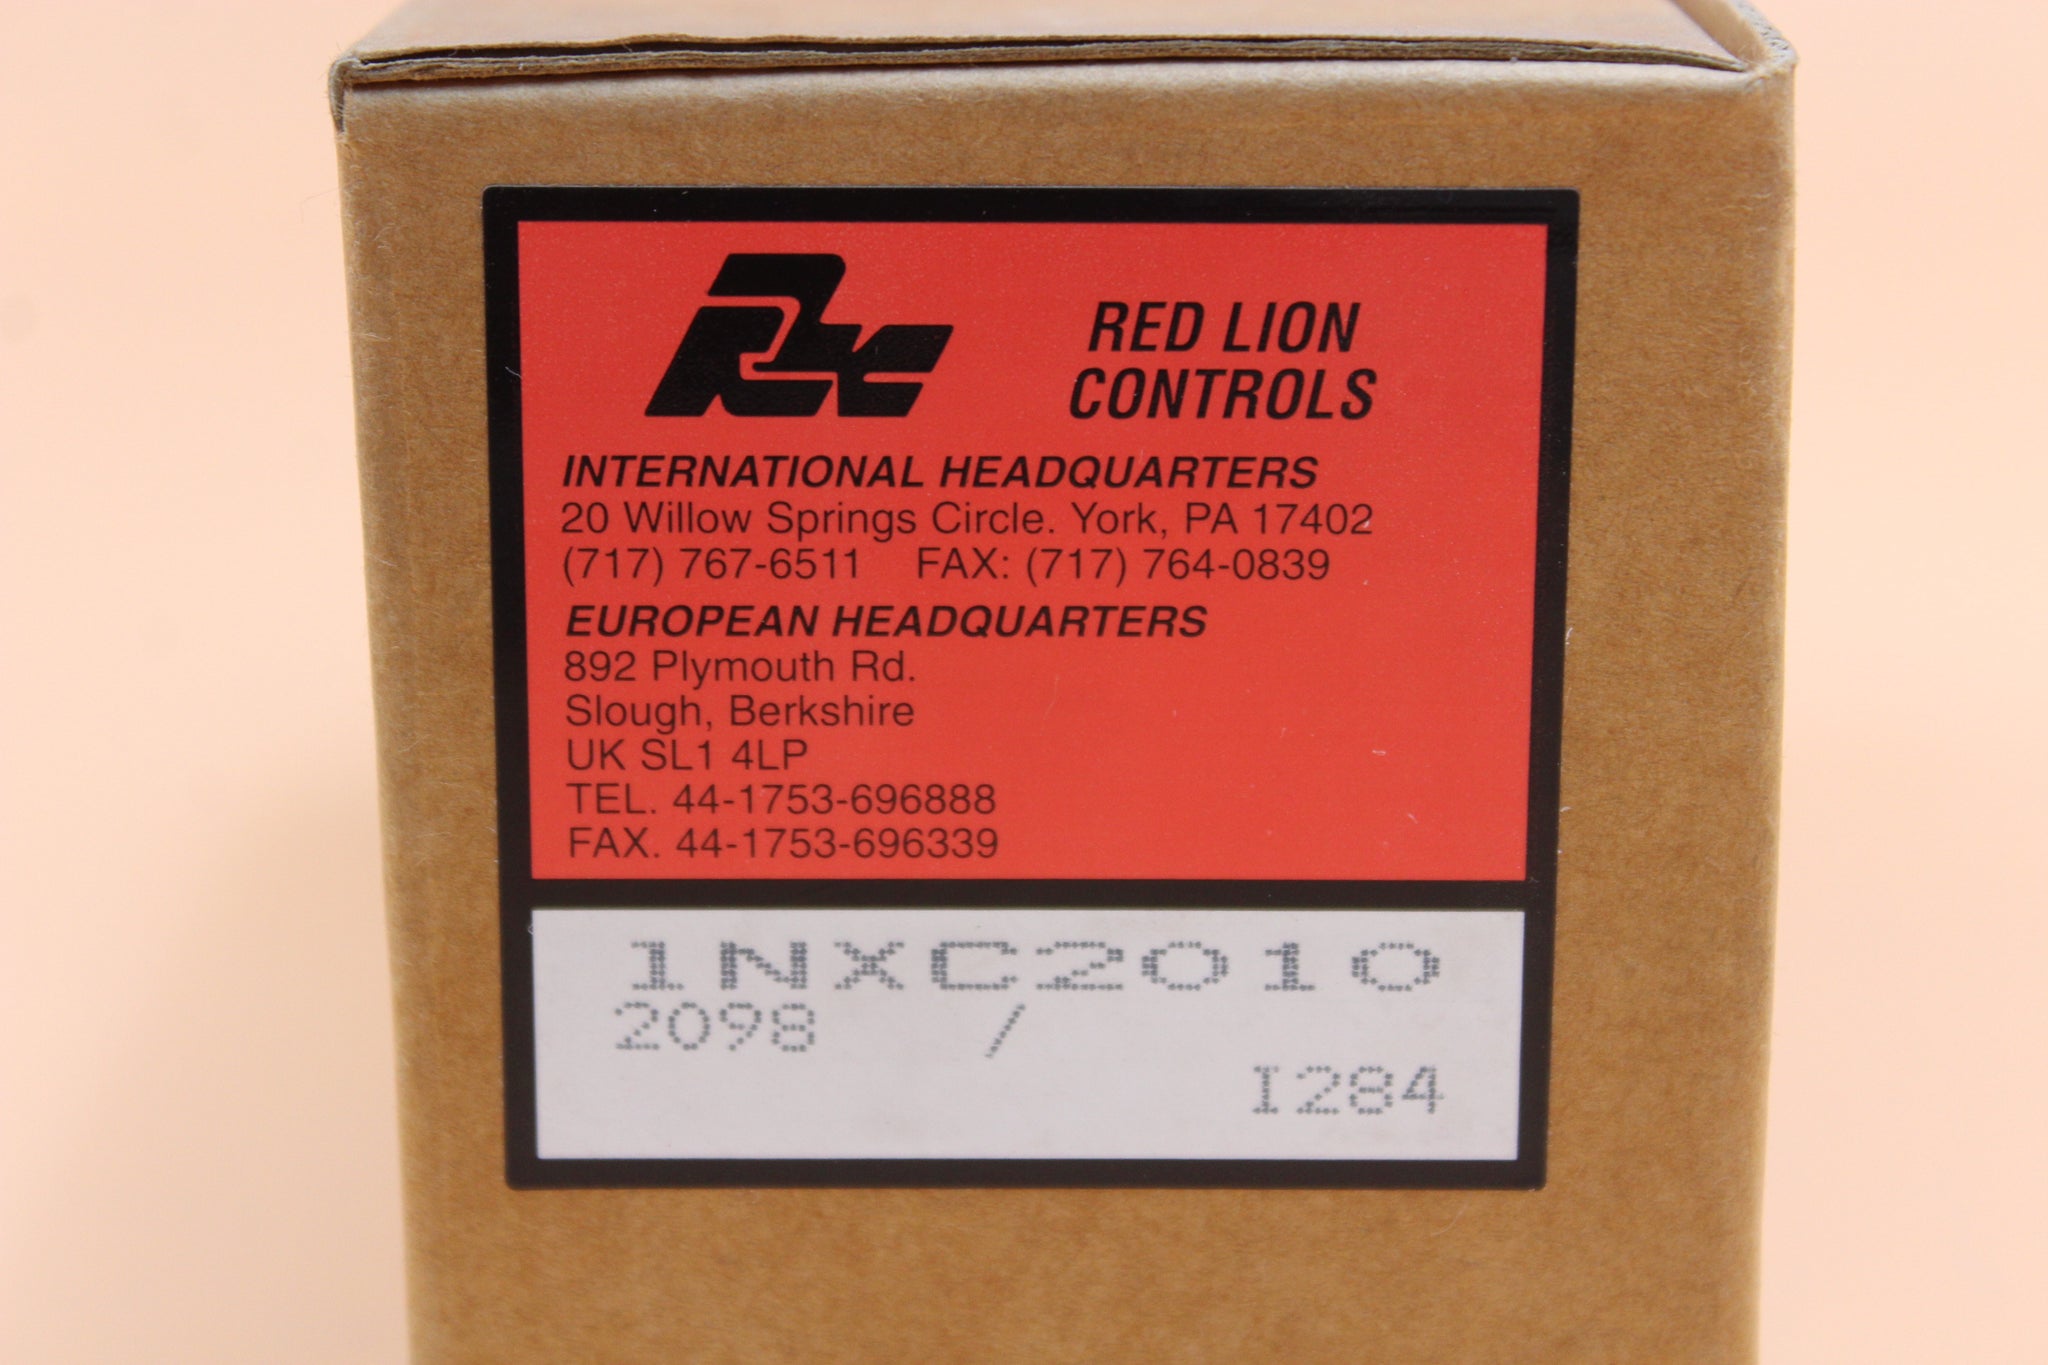 RLC
RED LION
CONTROLS
INTERNATIONAL HEADQUARTERS
20 Willow Springs Circle. York, PA 17402
(717) 767-6511 FAX: (717) 764-0839
EUROPEAN HEADQUARTERS
892 Plymouth Rd.
Slough, Berkshire
UK SL1 4LP
TEL. 44-1753-696888
FAX. 44-1753-696339
1NXC2010
2098 /
I284